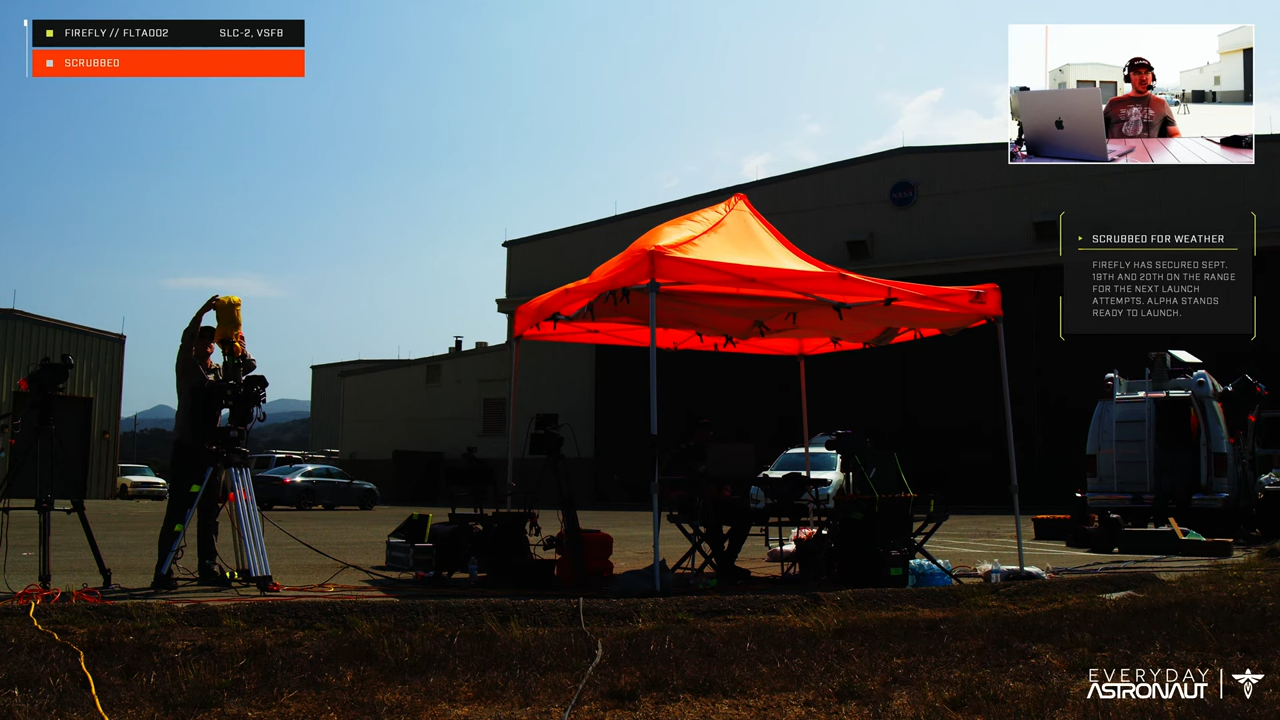 FIREFLY // FLTA002 SLC-2, VSFB
SCRUBBED
NASA
SCRUBBED FOR WEATHER
FIREFLY HAS SECURED SEPT.
19TH AND 20TH ON THE RANGE
FOR THE NEXT LAUNCH
ATTEMPTS. ALPHA STANDS
READY TO LAUNCH.
EVERYDAY
ASTRONAUT